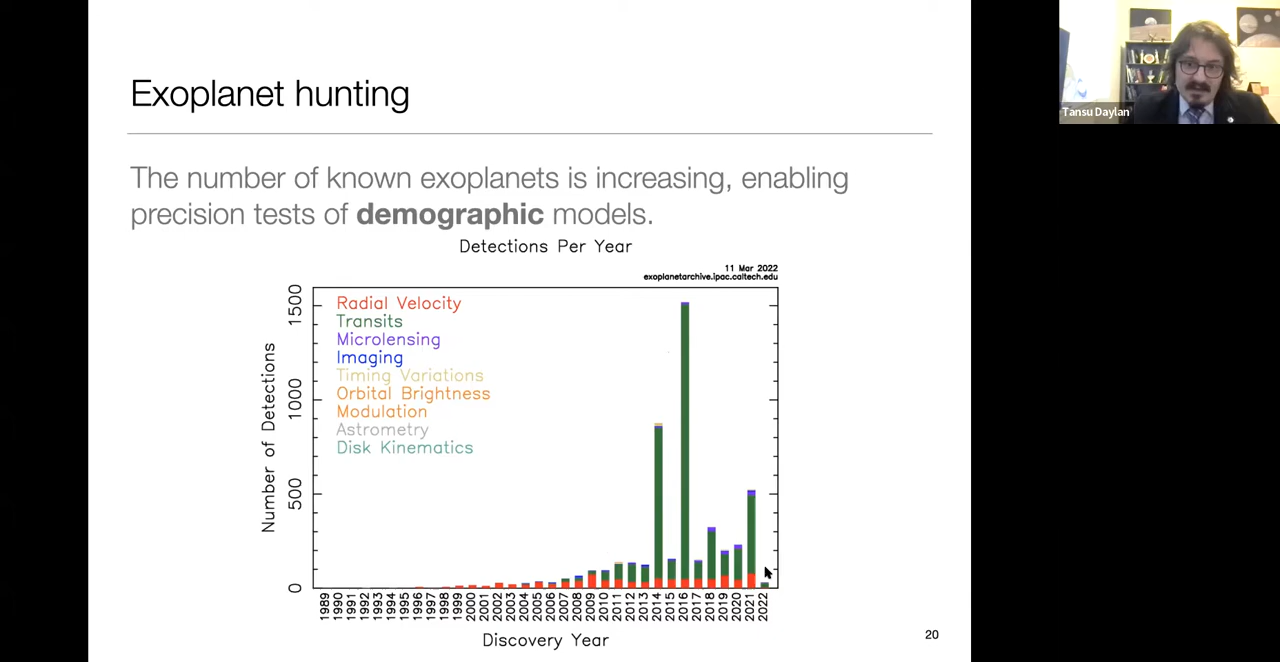 Exoplanet hunting
Tansu Daylan
The number of known exoplanets is increasing, enabling
precision tests of demographic models.
Detections Per Year
11 Mar 2022
exoplanetarchive.ipac.caltech.edu
Radial Velocity
Transits
Microlensing
Imaging
Timing Variations
Orbital Brightness
Modulation
Astrometry
Disk Kinematics
Number of Detections
1500
1000
500
0
1989
1990
1991
1992
1993
1994
1995
1996
1997
1998
1999
2000
2001
2002
2003
2004
2005
2006
2007
2008
2009
2010
2011
2012
2013
2014
2015
2016
2017
2018
2019
2020
2021
2022
Discovery Year
20